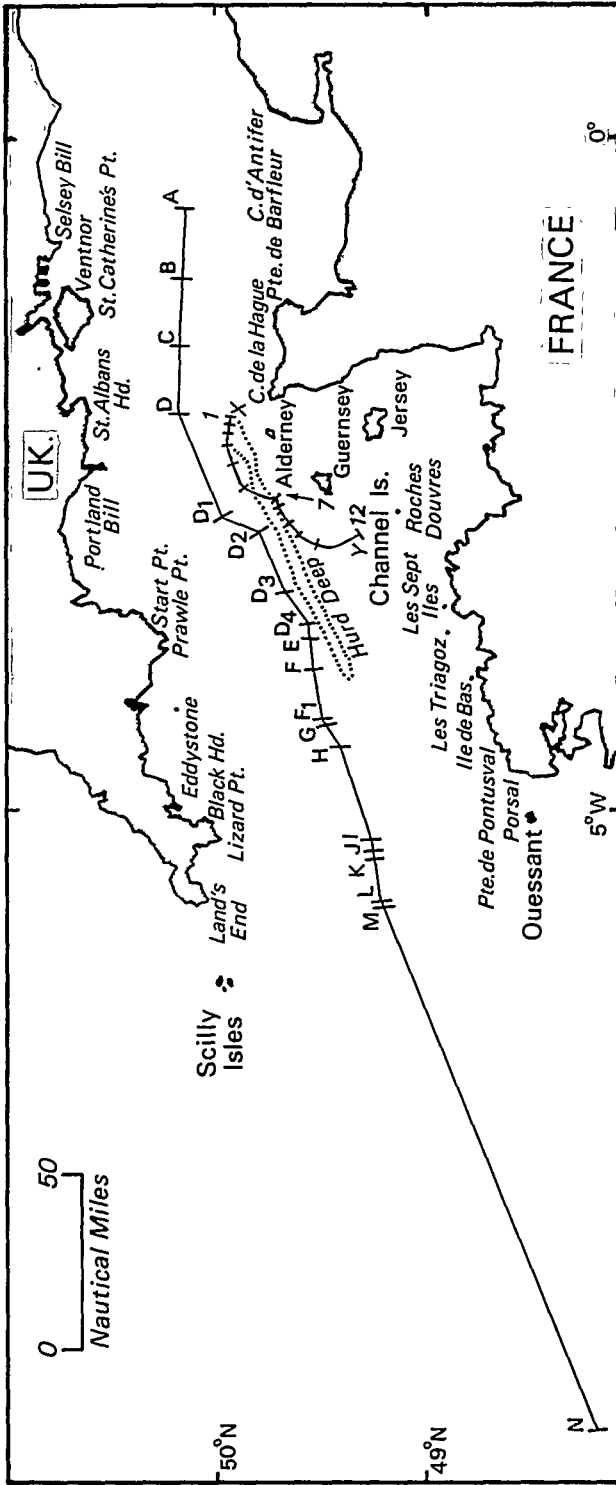 UK.
Selsey Bill
Ventnor
St.Catherine's Pt.
St.Albans
Hd.
Portland
Bill
Start Pt.
Prawle Pt.
Eddystone
Black Hd.
Lizard Pt.
Land's
End
Scilly
Isles
0 50
Nautical Miles
50°N
49°N
5°W
0°
A
B
C
D
D1
D2
D3
D4
E
F
F1
G
H
I
J
K
L
M
N
X
1
7
Y 12
Hurd Deep
C.de la Hague
C.d'Antifer
Pte.de Barfleur
Alderney
Guernsey
Jersey
Channel Is.
Roches
Douvres
Les Sept
Iles
Les Triagoz
Ile de Bas
Pte.de Pontusval
Porsal
Ouessant
FRANCE